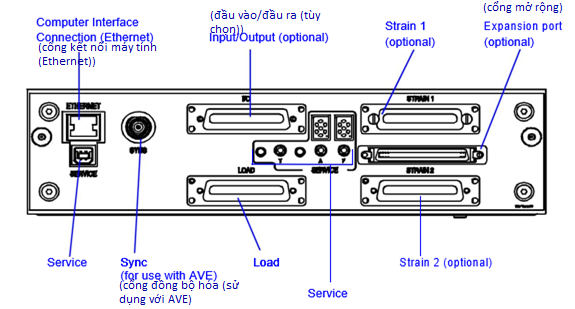 Computer Interface
Connection (Ethernet)
(cổng kết nối máy tính
(Ethernet))
(đầu vào/đầu ra (tùy
chọn))
Input/Output (optional)
Strain 1
(optional)
(cổng mở rộng)
Expansion port
(optional)
ETHERNET
I/O
STRAIN 1
SYNC
SERVICE
T
A
F
LOAD
SERVICE
STRAIN 2
Service
Sync
(for use with AVE)
(cổng đồng bộ hóa (sử
dụng với AVE)
Load
Service
Strain 2 (optional)